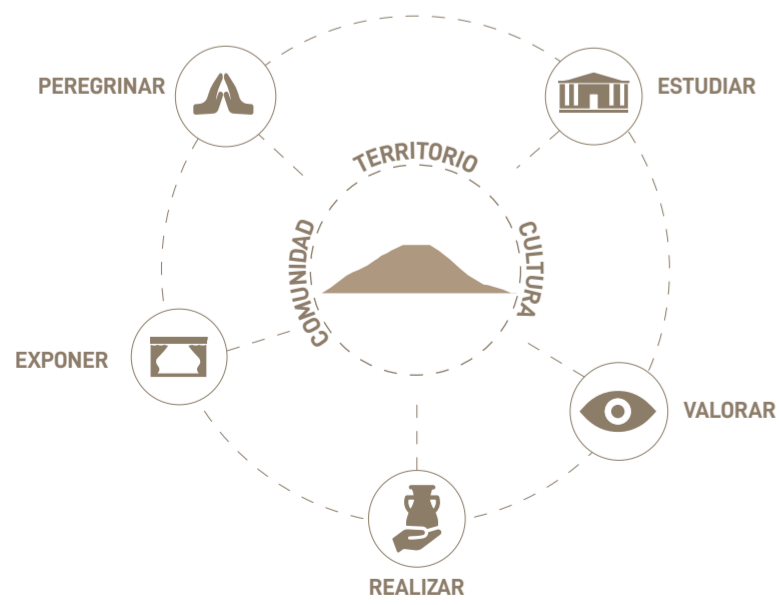 PEREGRINAR
ESTUDIAR
TERRITORIO
COMUNIDAD
CULTURA
EXPONER
VALORAR
REALIZAR